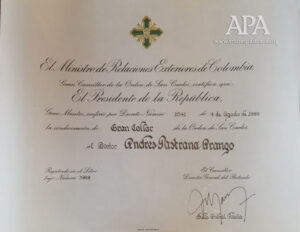 APA
El Ministro de Relaciones Exteriores de Colombia
Gran Canciller de la Orden de San Carlos, certifica que
El Presidente de la República,
Gran Maestre, confirió por Decreto Número de 4 de Agosto de
la condecoración de Gran Collar de la Orden de San Carlos
al Doctor Andrés Pastrana Arango
Registrado en el Libro
bajo Número
El Canciller
Director General del Protocolo